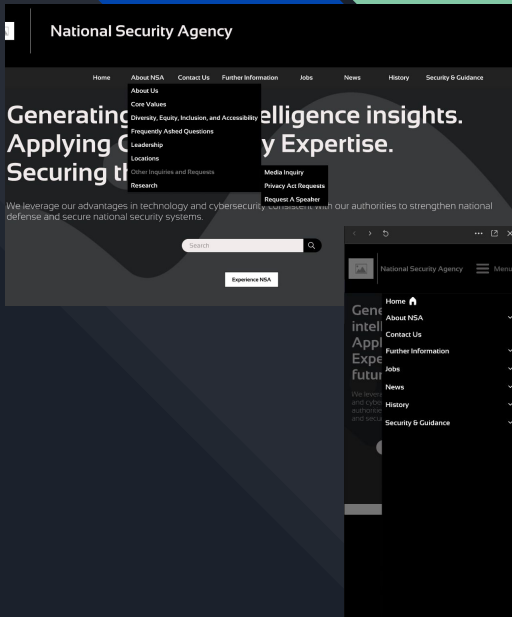 National Security Agency
Home About NSA Contact Us Further Information Jobs News History Security & Guidance
About Us
Core Values
Diversity, Equity, Inclusion, and Accessibility
Frequently Ashed Questions
Leadership
Locations
Other Inquiries and Requests
Research
Media Inquiry
Privacy Act Requests
Request A Speaker
Generating elligence insights.
Applying C y Expertise.
Securing th
We leverage our advantages in technology and cybersecurity consistent with our authorities to strengthen national
defense and secure national security systems.
Search
Experience NSA
National Security Agency Menu
Home
About NSA
Contact Us
Further Information
Jobs
News
History
Security & Guidance
Gene
intell
Appl
Expe
futur
We levera
and cyber
authoritie
and secur